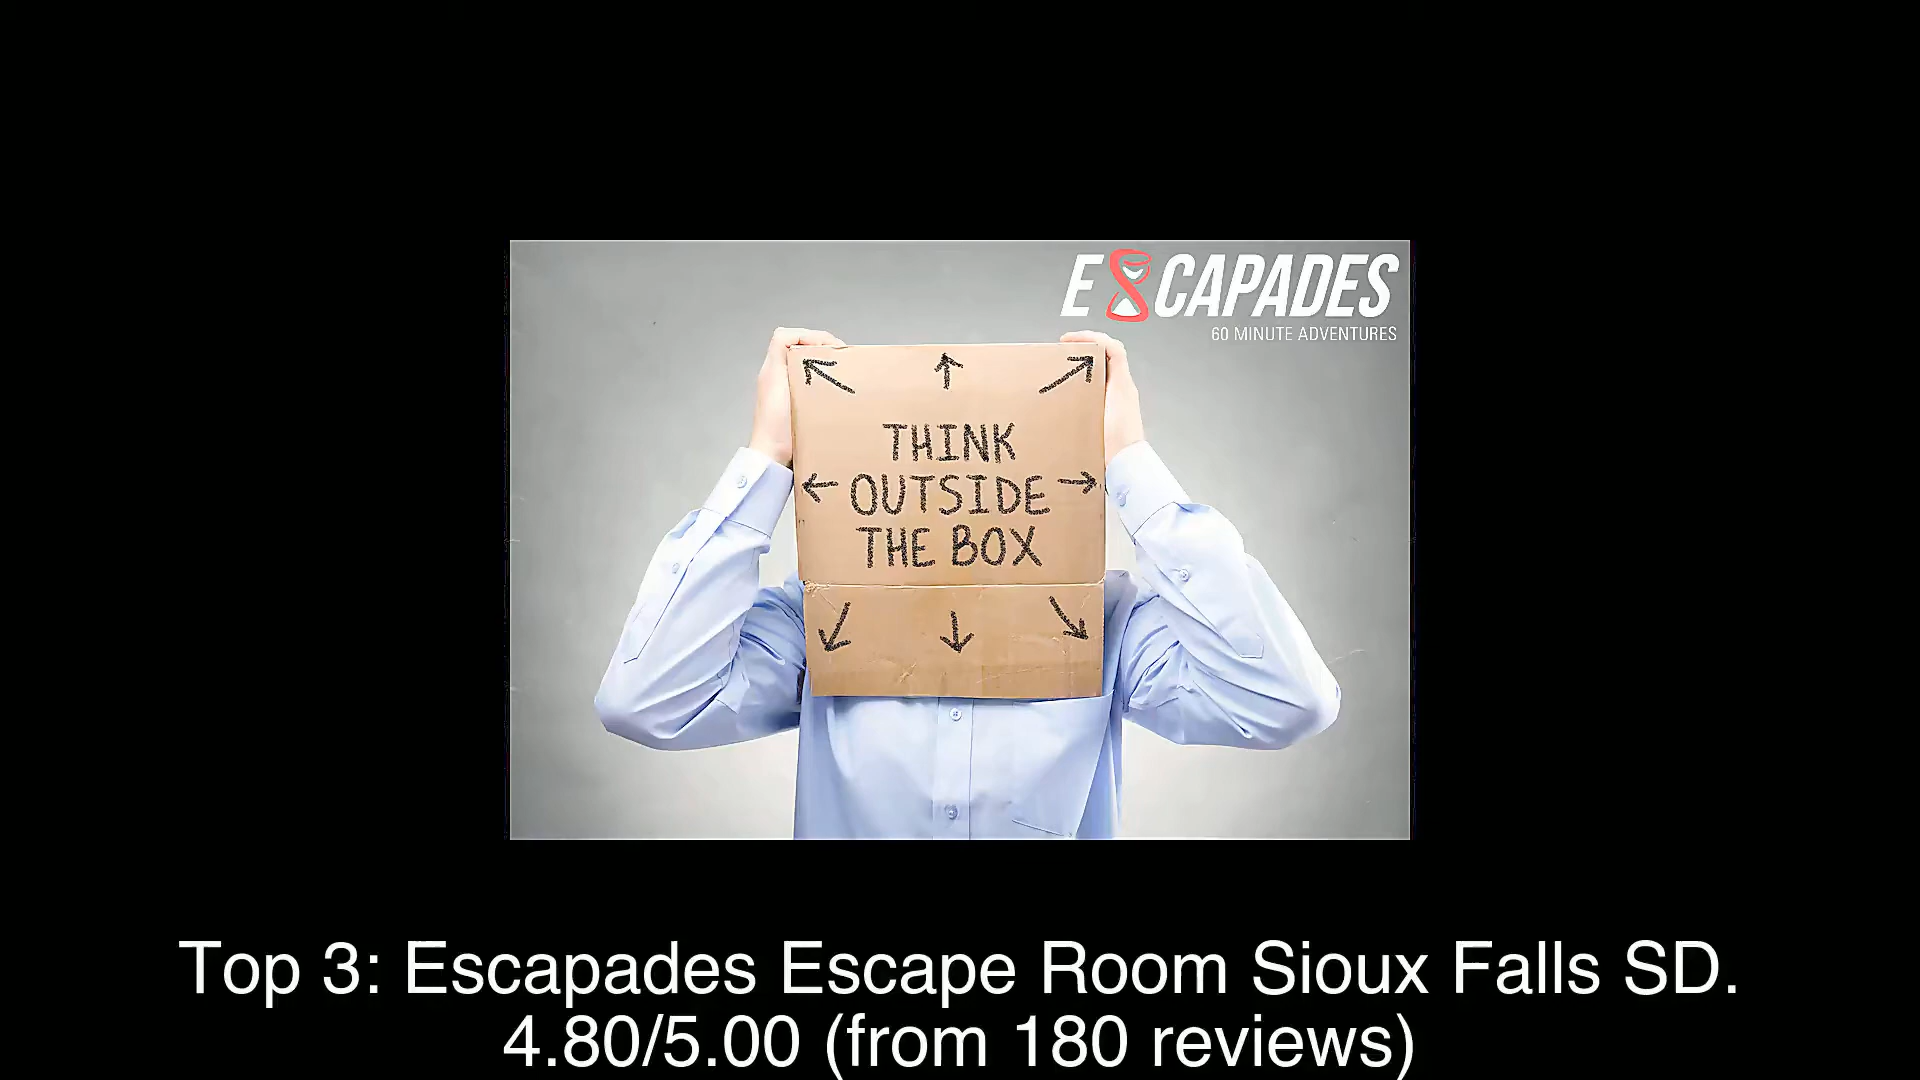 ESCAPADES
60 MINUTE ADVENTURES
THINK
OUTSIDE
THE BOX
Top 3: Escapades Escape Room Sioux Falls SD.
4.80/5.00 (from 180 reviews)